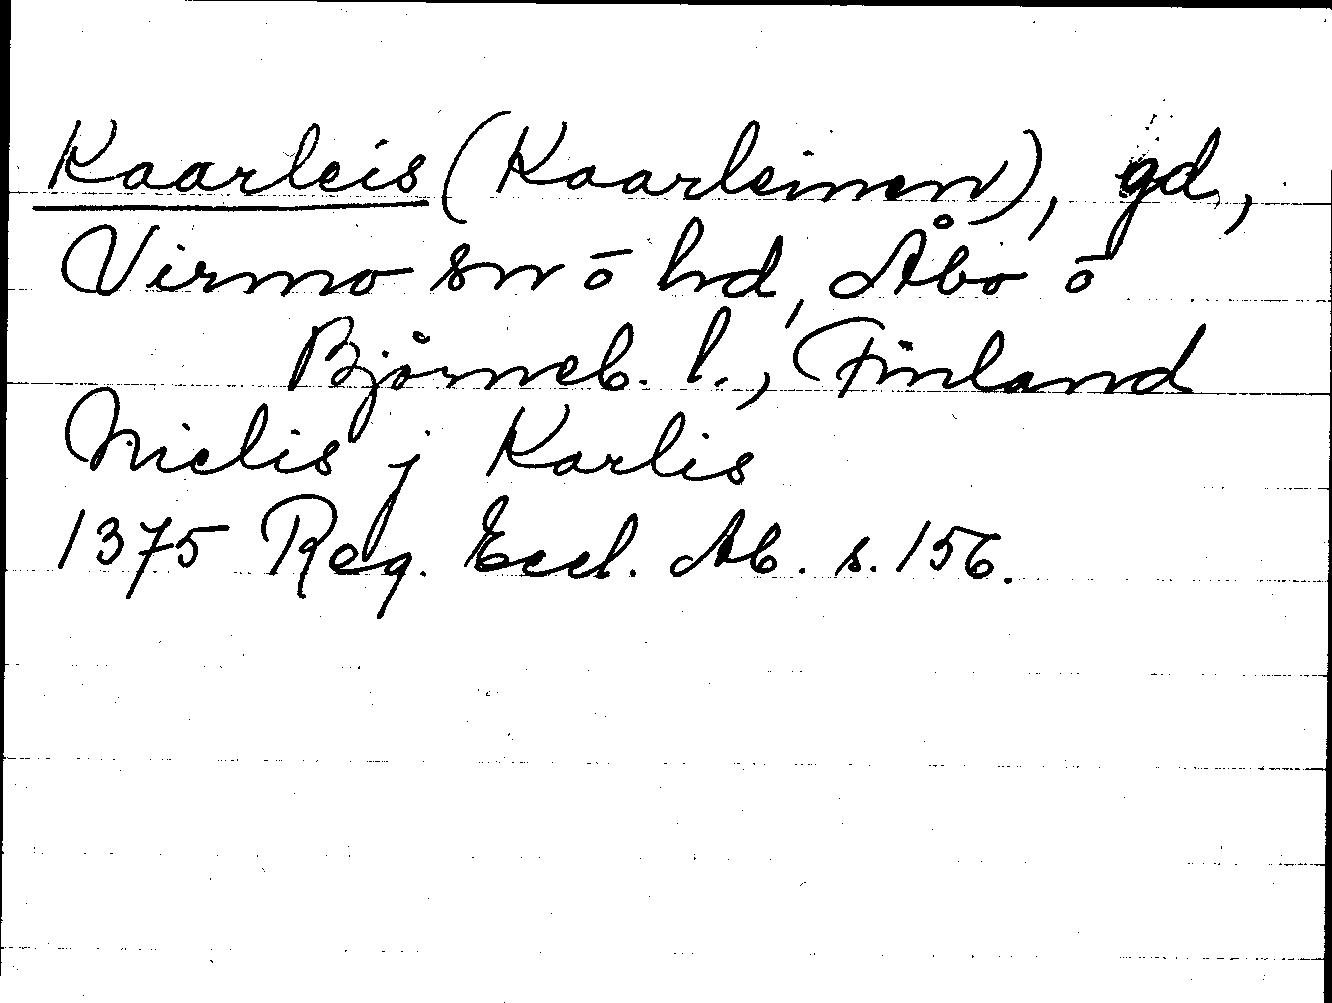 Kaarleis (Kaarleinen), gd,
Virmo sn ō hd, Åbo ō
Björneb. l., Finland
Nielis j Karlis
1375 Reg. Eccl. Ab. s. 156.